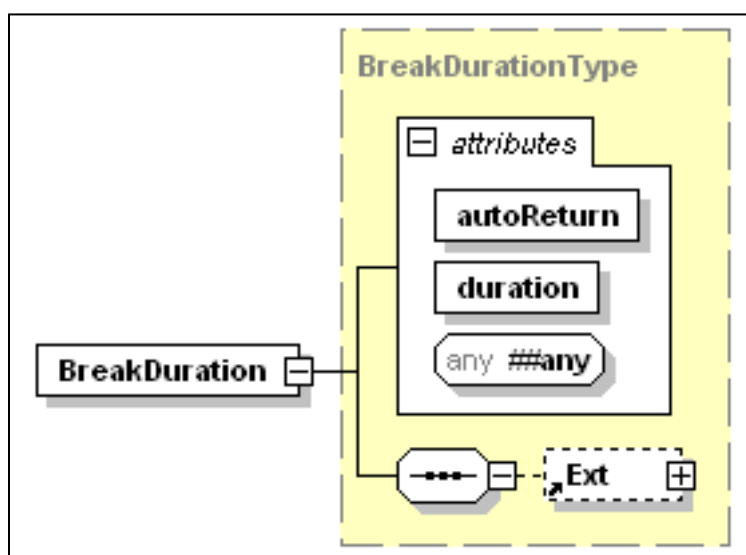 BreakDurationType
attributes
autoReturn
duration
any ##any
BreakDuration
Ext